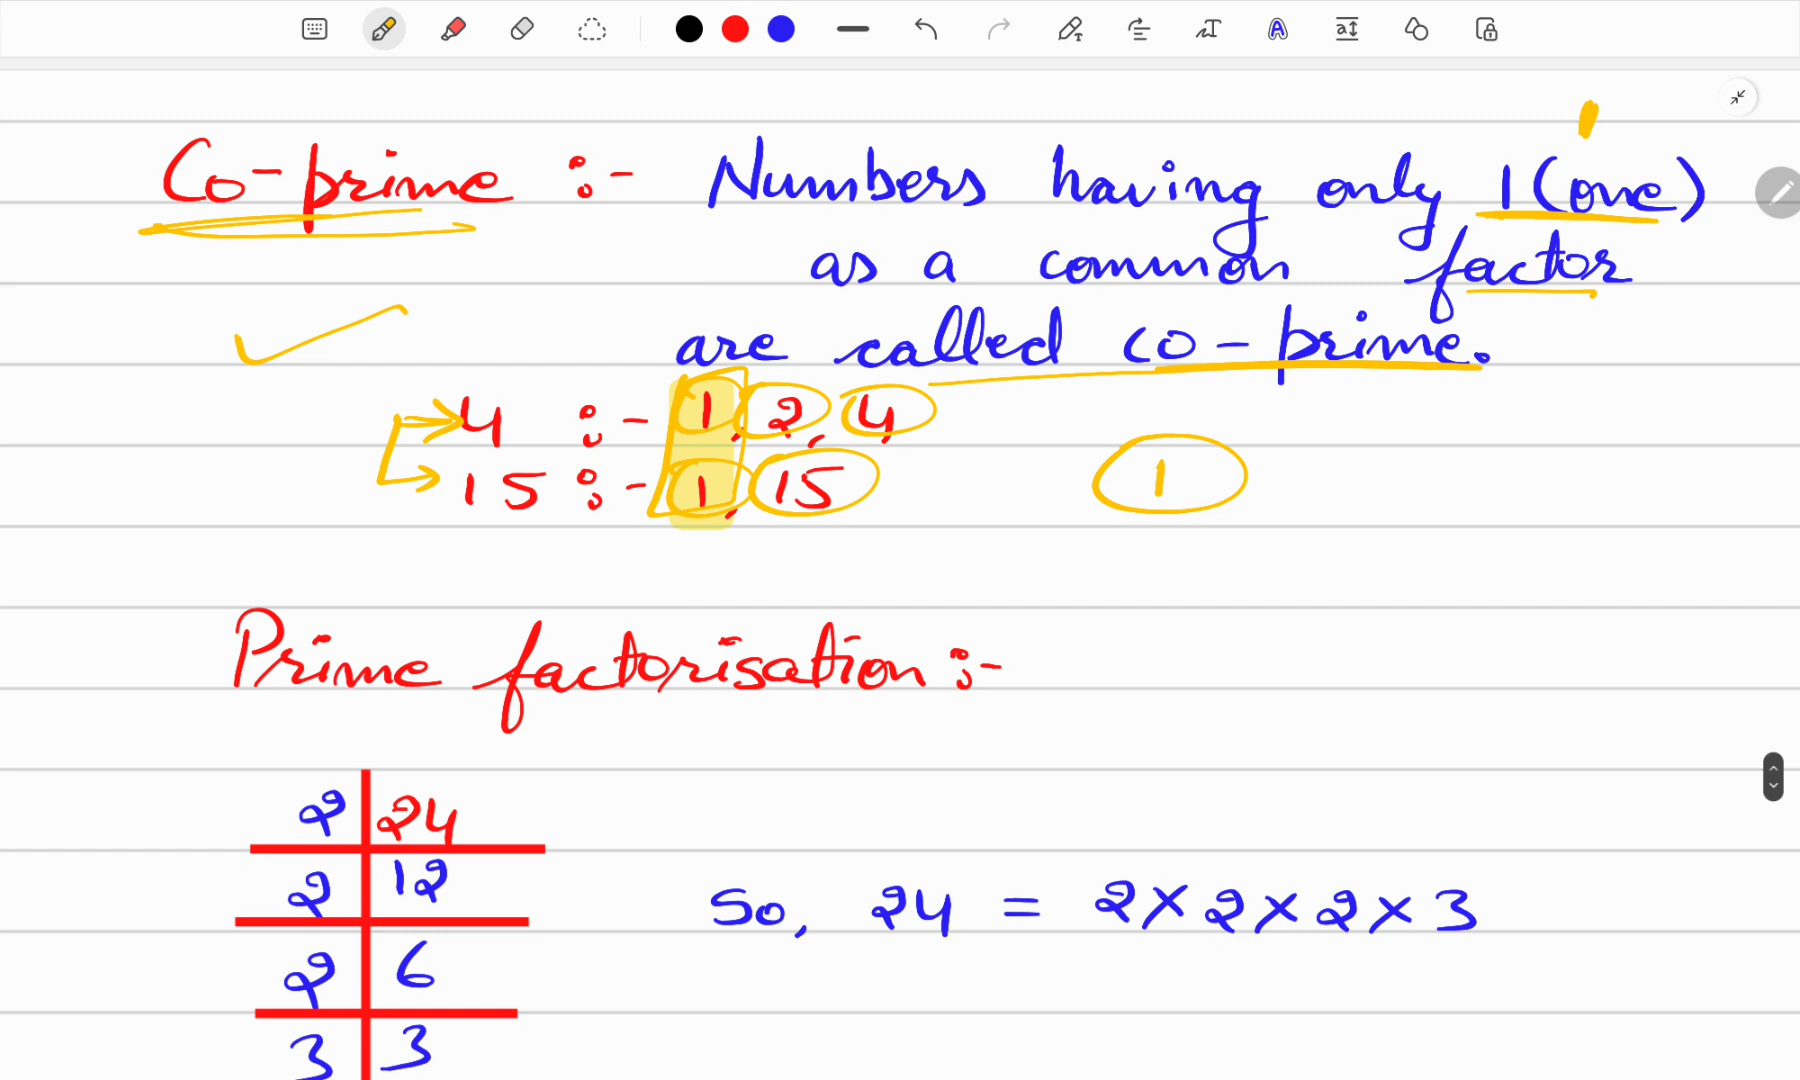 Co-prime :- Numbers having only 1 (one)
as a common factor
are called co-prime.
4 :- 1, 2, 4,
15 :- 1, 15
1
Prime factorisation :-
2 24
2 12
So, 24 = 2 × 2 × 2 × 3
2 6
3 3